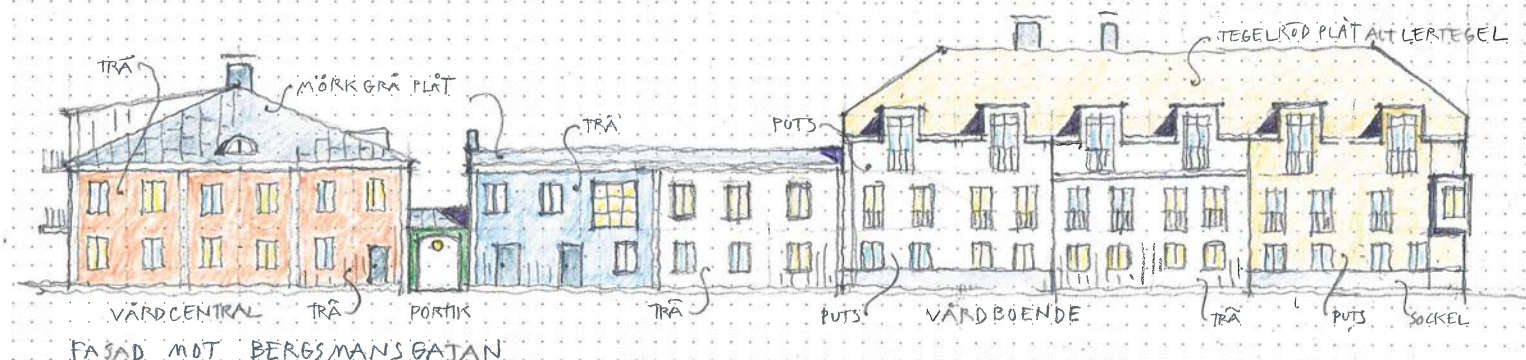 TEGELRÖD PLÅT ALT LERTEGEL
TRÄ
MÖRK GRÅ PLÅT
TRÄ
PUTS
VÅRDCENTRAL
TRÄ
PORTIK
TRÄ
PUTS
VÅRDBOENDE
TRÄ
PUTS
SOCKEL
FASAD MOT BERGSMANSGATAN